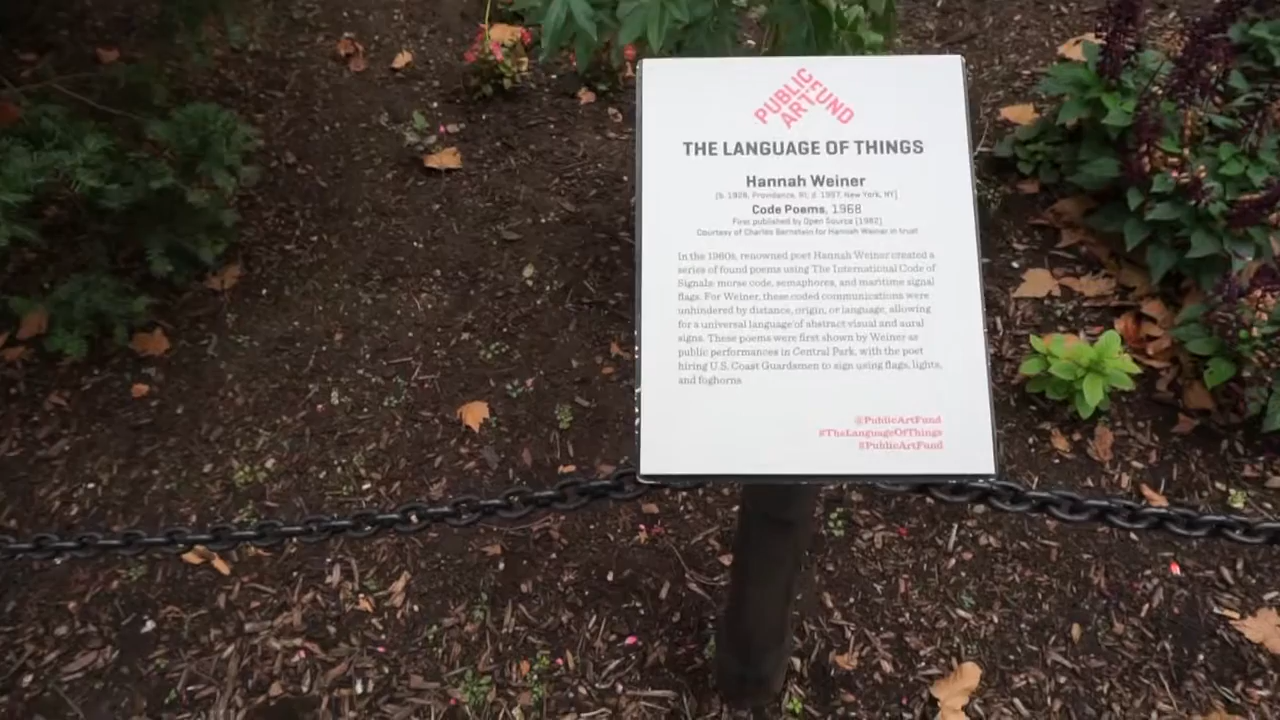 PUBLIC
ART FUND
THE LANGUAGE OF THINGS
Hannah Weiner
(b. 1928, Providence, RI; d. 1997, New York, NY)
Code Poems, 1968
First published by Open Source (1982)
Courtesy of Charles Bernstein for Hannah Weiner in trust
In the 1960s, renowned poet Hannah Weiner created a
series of found poems using The International Code of
Signals: morse code, semaphores, and maritime signal
flags. For Weiner, these coded communications were
unhindered by distance, origin, or language, allowing
for a universal language of abstract visual and aural
signs. These poems were first shown by Weiner as
public performances in Central Park, with the poet
hiring U.S. Coast Guardsmen to sign using flags, lights,
and foghorns.
@PublicArtFund
#TheLanguageOfThings
#PublicArtFund